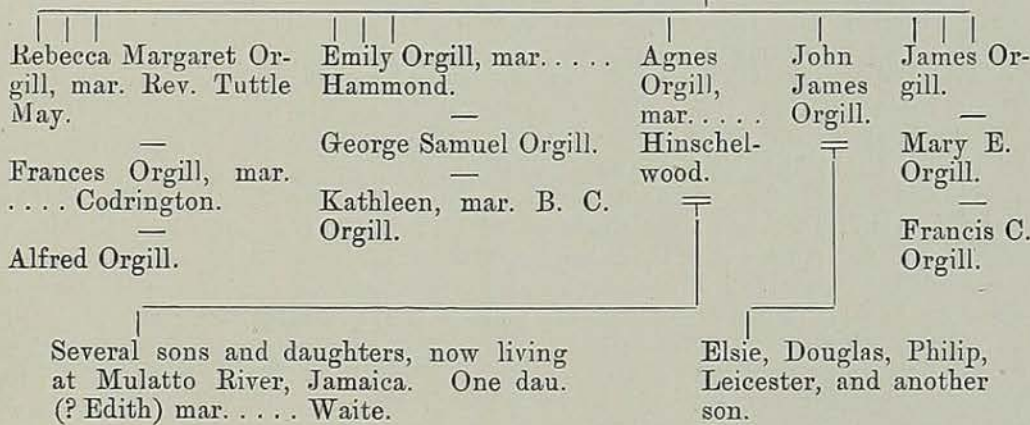 Rebecca Margaret Or-
gill, mar. Rev. Tuttle
May.
—
Frances Orgill, mar.
. . . . Codrington.
—
Alfred Orgill.
Emily Orgill, mar. . . . .
Hammond.
—
George Samuel Orgill.
—
Kathleen, mar. B. C.
Orgill.
Agnes
Orgill,
mar. . . . .
Hinschel-
wood.
John
James
Orgill.
James Or-
gill.
—
Mary E.
Orgill.
—
Francis C.
Orgill.
Several sons and daughters, now living
at Mulatto River, Jamaica. One dau.
(? Edith) mar. . . . . Waite.
Elsie, Douglas, Philip,
Leicester, and another
son.